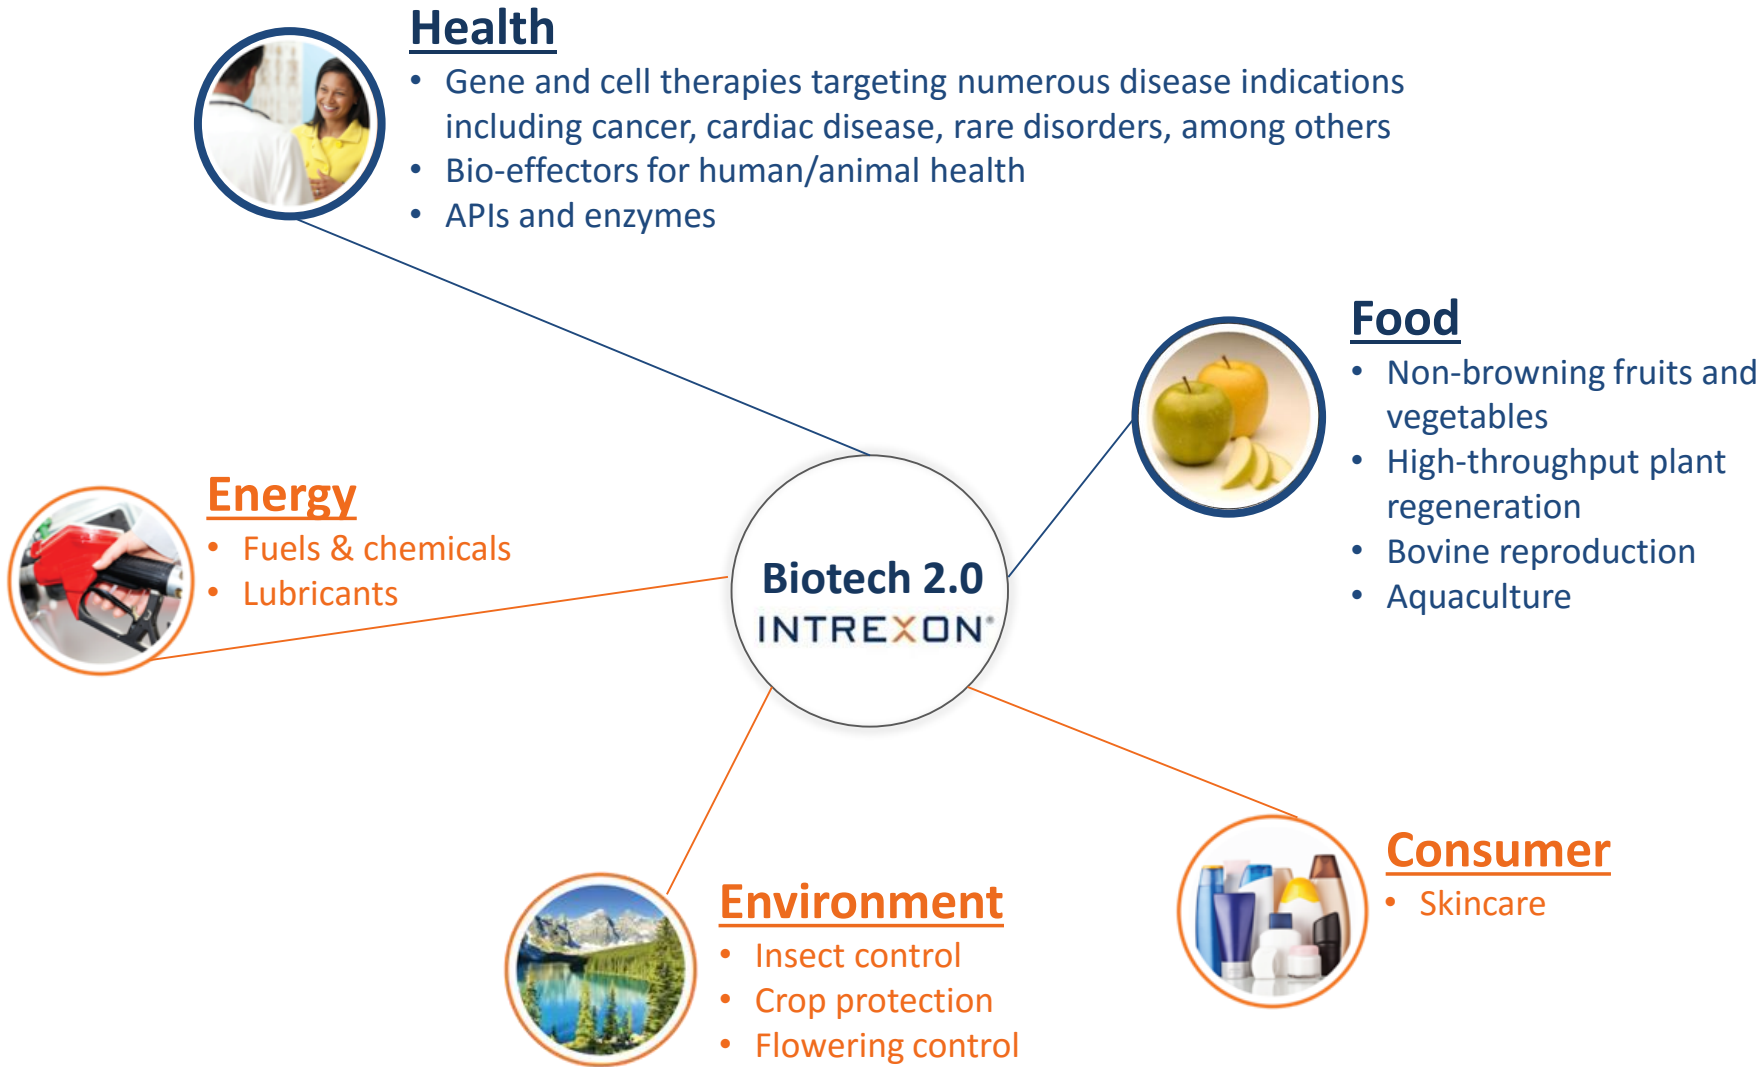 Health
• Gene and cell therapies targeting numerous disease indications
including cancer, cardiac disease, rare disorders, among others
• Bio-effectors for human/animal health
• APIs and enzymes
Food
• Non-browning fruits and
vegetables
• High-throughput plant
regeneration
• Bovine reproduction
• Aquaculture
Energy
• Fuels & chemicals
• Lubricants
Biotech 2.0
INTREXON®
Consumer
• Skincare
Environment
• Insect control
• Crop protection
• Flowering control